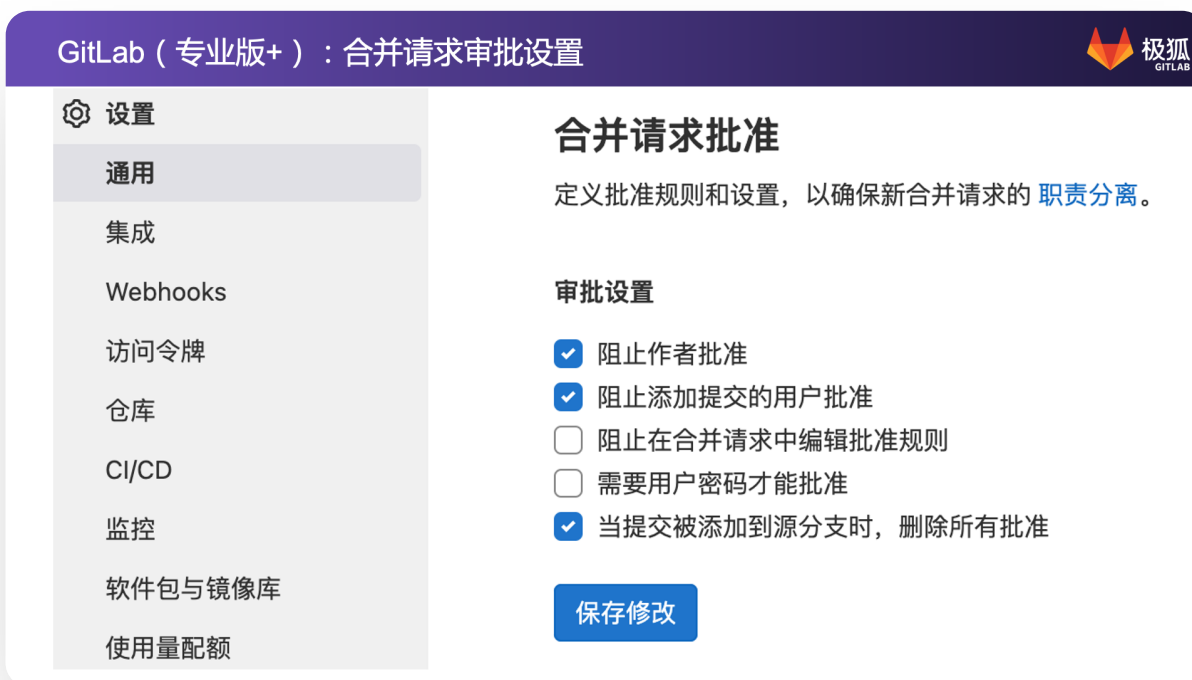 GitLab（专业版+）：合并请求审批设置
极狐
GITLAB
设置
通用
集成
Webhooks
访问令牌
仓库
CI/CD
监控
软件包与镜像库
使用量配额
合并请求批准
定义批准规则和设置，以确保新合并请求的 职责分离。
审批设置
阻止作者批准
阻止添加提交的用户批准
阻止在合并请求中编辑批准规则
需要用户密码才能批准
当提交被添加到源分支时，删除所有批准
保存修改